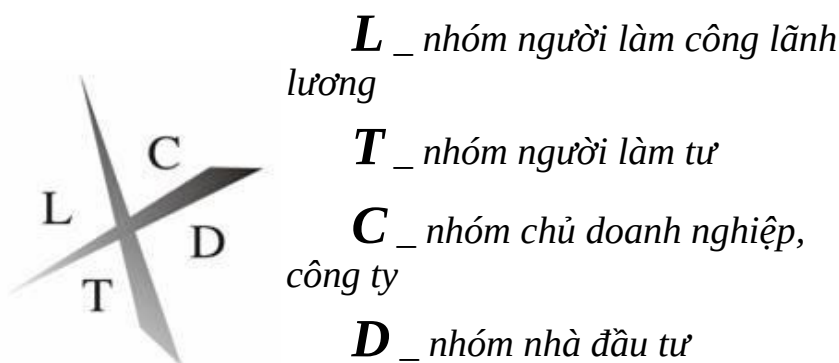 L _ nhóm người làm công lãnh
lương
T _ nhóm người làm tư
C _ nhóm chủ doanh nghiệp,
công ty
D _ nhóm nhà đầu tư
C
L
D
T